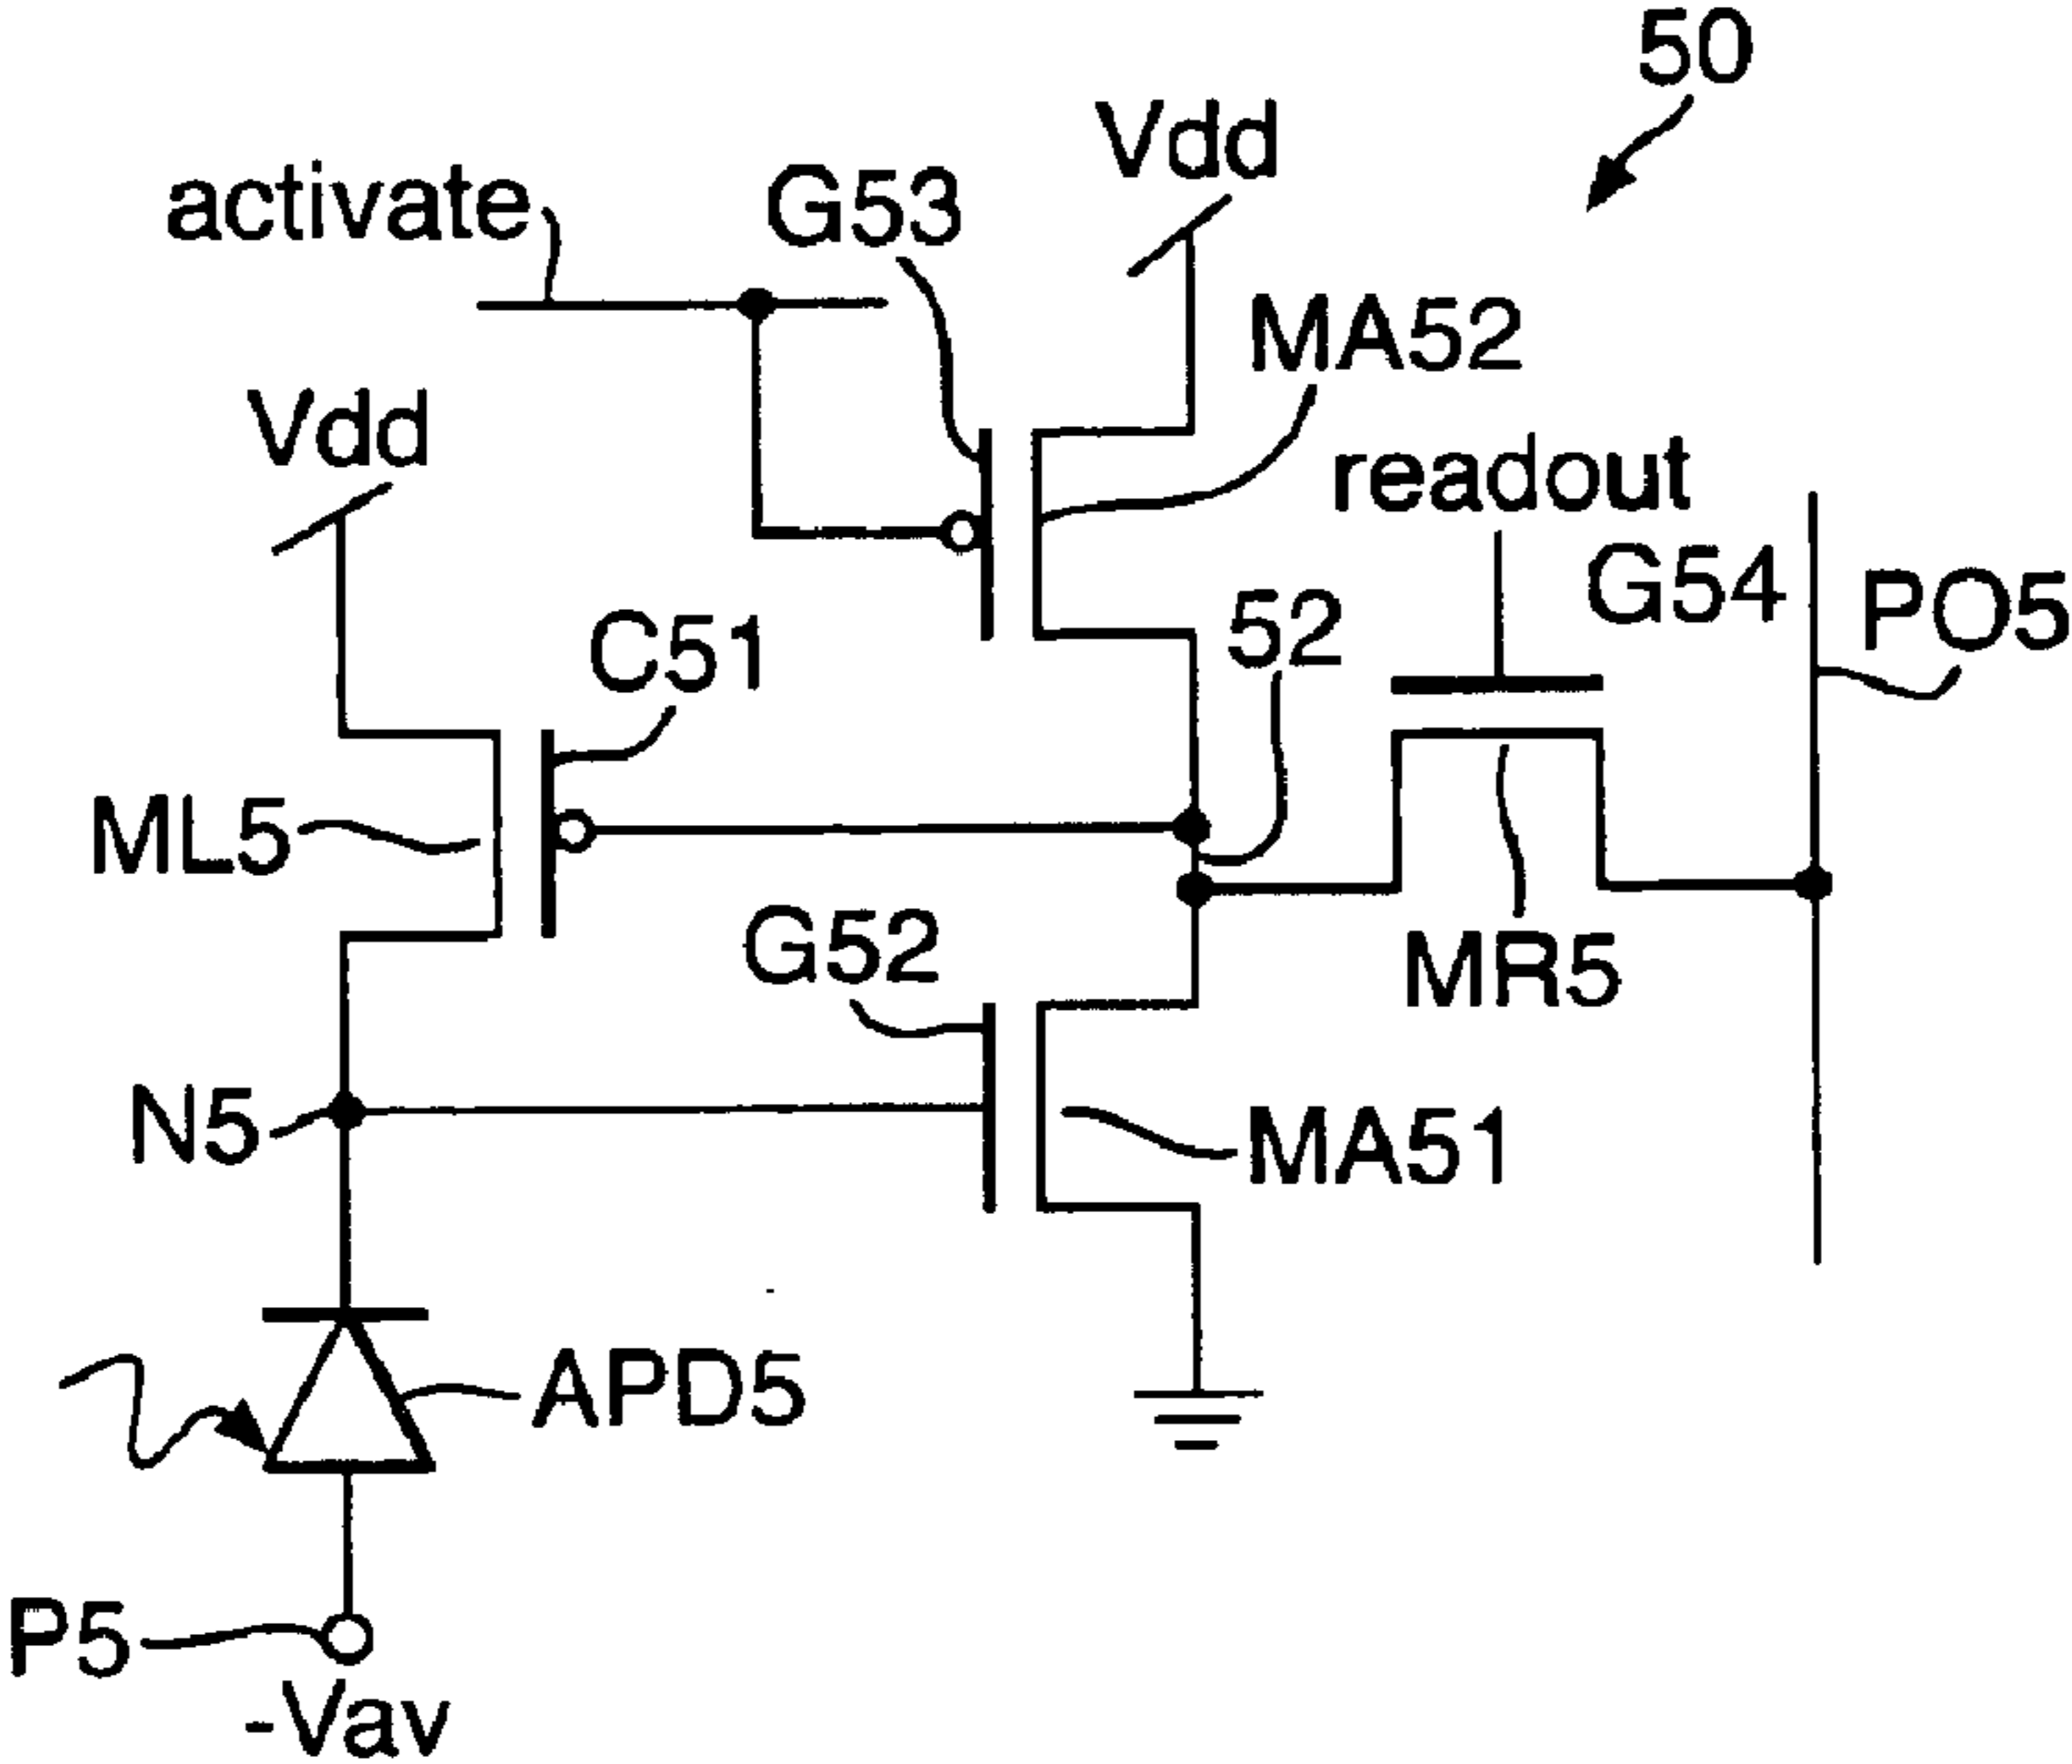 50
Vdd
activate
G53
MA52
Vdd
readout
G54
PO5
C51
52
ML5
G52
MR5
N5
MA51
APD5
P5
-Vav